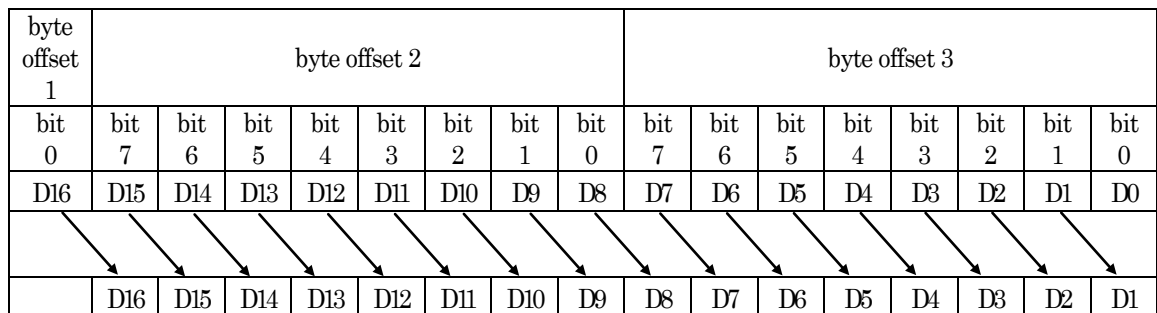 byte offset 1 byte offset 2 byte offset 3
bit 0 bit 7 bit 6 bit 5 bit 4 bit 3 bit 2 bit 1 bit 0 bit 7 bit 6 bit 5 bit 4 bit 3 bit 2 bit 1 bit 0
D16 D15 D14 D13 D12 D11 D10 D9 D8 D7 D6 D5 D4 D3 D2 D1 D0
D16 D15 D14 D13 D12 D11 D10 D9 D8 D7 D6 D5 D4 D3 D2 D1